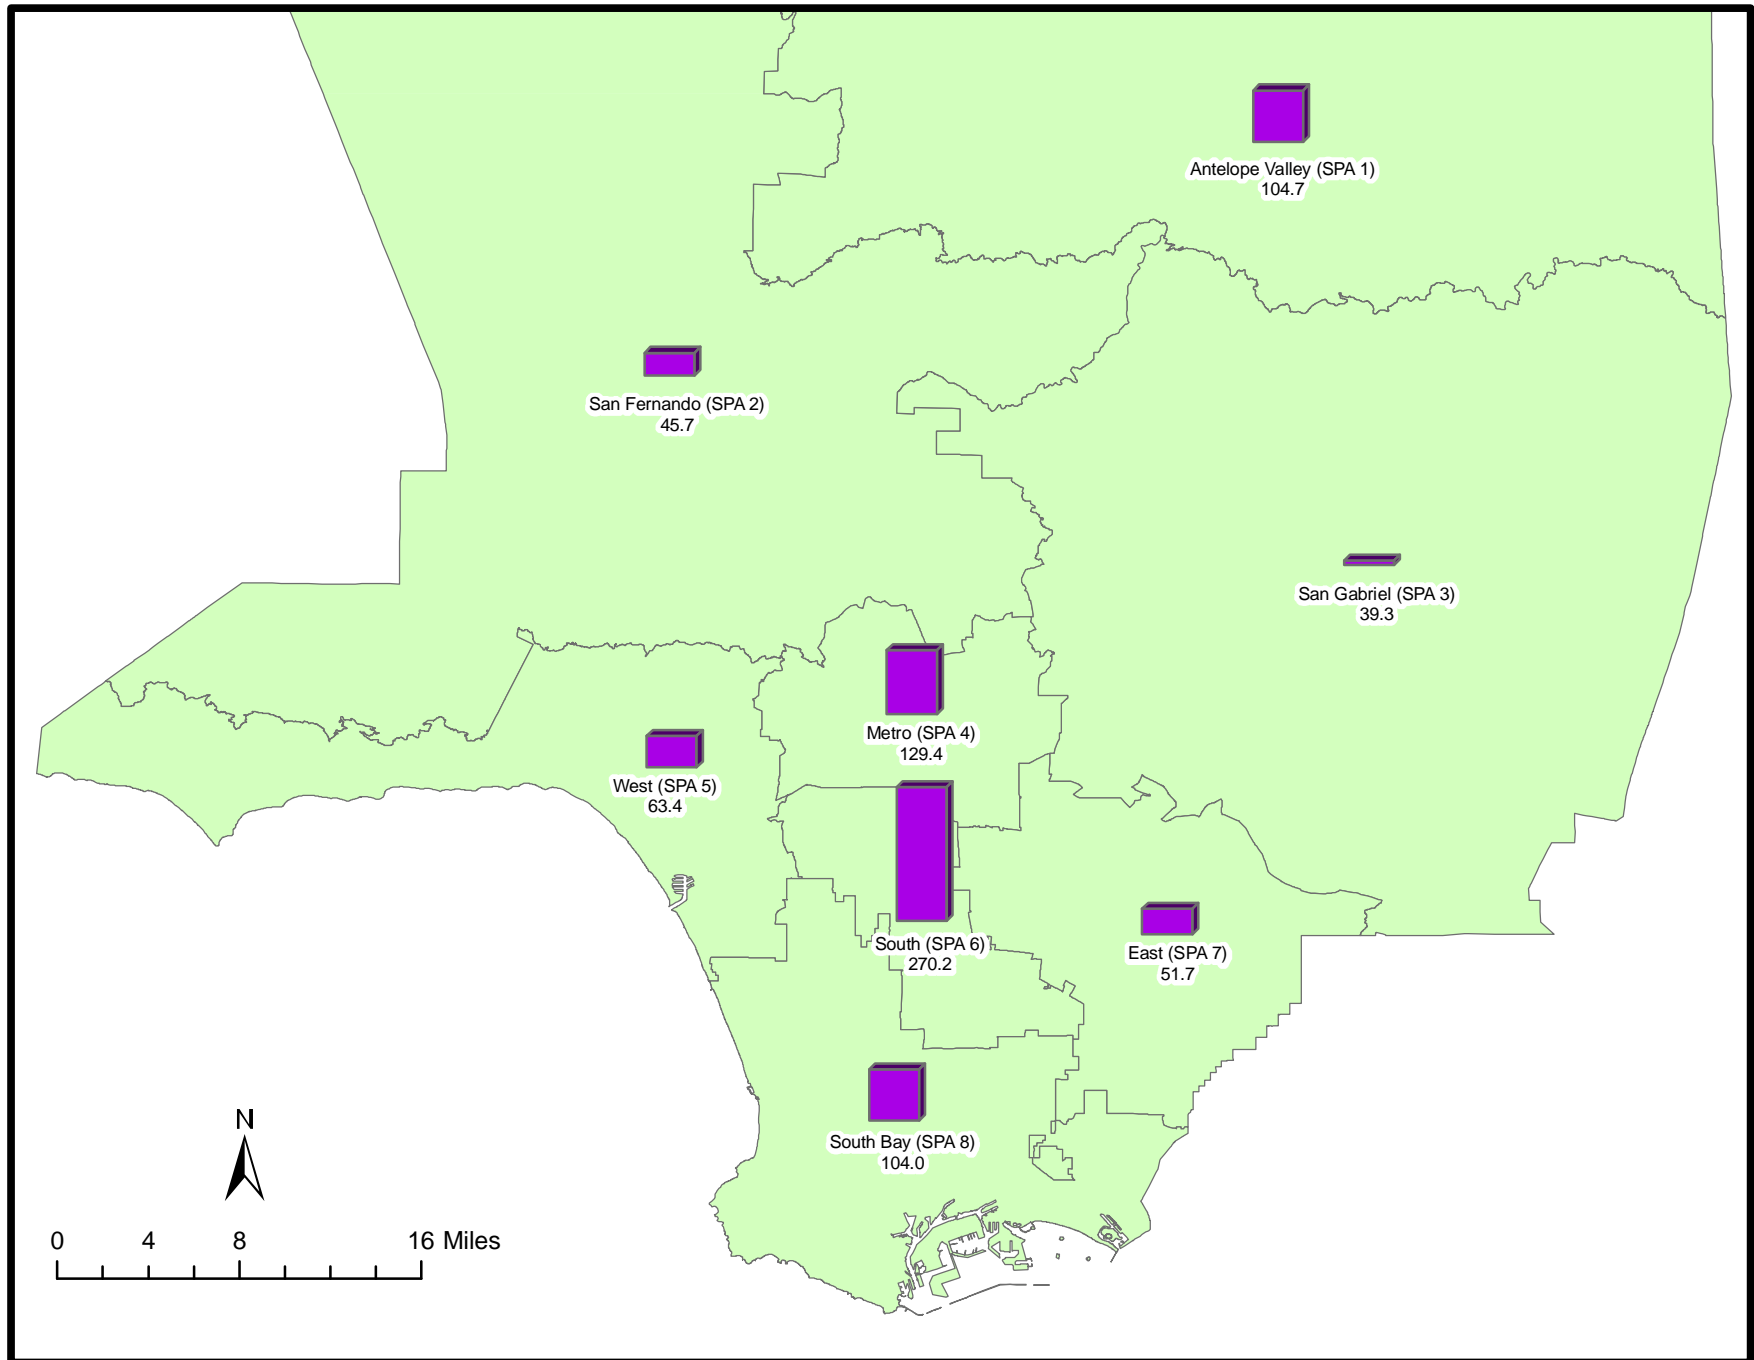 Antelope Valley (SPA 1)
104.7
San Fernando (SPA 2)
45.7
San Gabriel (SPA 3)
39.3
Metro (SPA 4)
129.4
West (SPA 5)
63.4
South (SPA 6)
270.2
East (SPA 7)
51.7
South Bay (SPA 8)
104.0
N
0 4 8 16 Miles